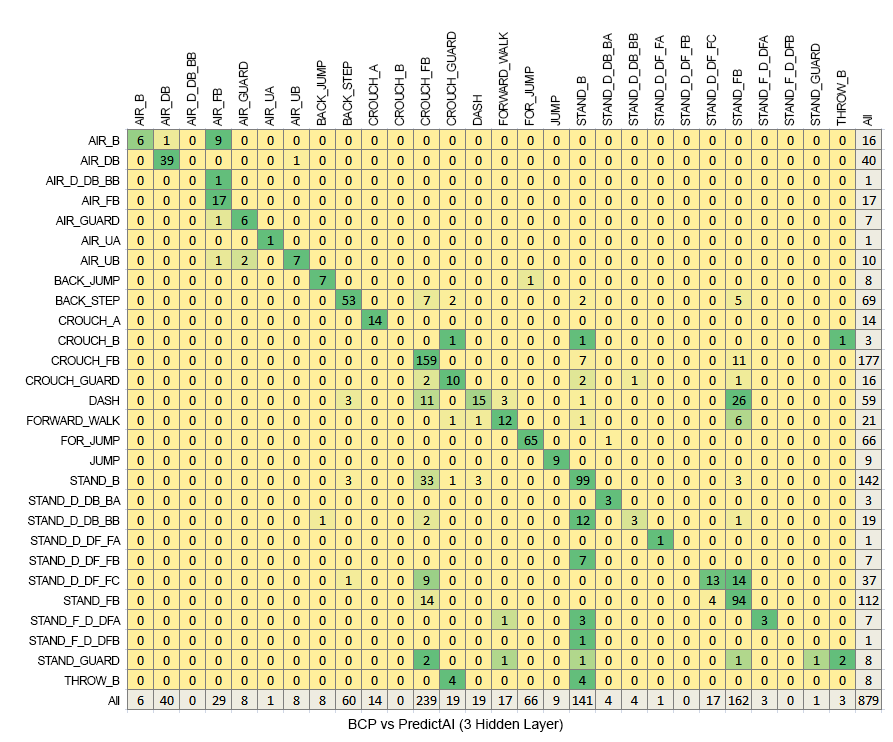 AIR_B AIR_DB AIR_D_DB_BB AIR_FB AIR_GUARD AIR_UA AIR_UB BACK_JUMP BACK_STEP CROUCH_A CROUCH_B CROUCH_FB CROUCH_GUARD DASH FORWARD_WALK FOR_JUMP JUMP STAND_B STAND_D_DB_BA STAND_D_DB_BB STAND_D_DF_FA STAND_D_DF_FB STAND_D_DF_FC STAND_FB STAND_F_D_DFA STAND_F_D_DFB STAND_GUARD THROW_B All
AIR_B 6 1 0 9 0 0 0 0 0 0 0 0 0 0 0 0 0 0 0 0 0 0 0 0 0 0 0 0 16
AIR_DB 0 39 0 0 0 0 1 0 0 0 0 0 0 0 0 0 0 0 0 0 0 0 0 0 0 0 0 0 40
AIR_D_DB_BB 0 0 0 1 0 0 0 0 0 0 0 0 0 0 0 0 0 0 0 0 0 0 0 0 0 0 0 0 1
AIR_FB 0 0 0 17 0 0 0 0 0 0 0 0 0 0 0 0 0 0 0 0 0 0 0 0 0 0 0 0 17
AIR_GUARD 0 0 0 1 6 0 0 0 0 0 0 0 0 0 0 0 0 0 0 0 0 0 0 0 0 0 0 0 7
AIR_UA 0 0 0 0 0 1 0 0 0 0 0 0 0 0 0 0 0 0 0 0 0 0 0 0 0 0 0 0 1
AIR_UB 0 0 0 1 2 0 7 0 0 0 0 0 0 0 0 0 0 0 0 0 0 0 0 0 0 0 0 0 10
BACK_JUMP 0 0 0 0 0 0 0 7 0 0 0 0 0 0 0 1 0 0 0 0 0 0 0 0 0 0 0 0 8
BACK_STEP 0 0 0 0 0 0 0 0 53 0 0 7 2 0 0 0 0 2 0 0 0 0 0 5 0 0 0 0 69
CROUCH_A 0 0 0 0 0 0 0 0 0 14 0 0 0 0 0 0 0 0 0 0 0 0 0 0 0 0 0 0 14
CROUCH_B 0 0 0 0 0 0 0 0 0 0 0 0 1 0 0 0 0 1 0 0 0 0 0 0 0 0 0 1 3
CROUCH_FB 0 0 0 0 0 0 0 0 0 0 0 159 0 0 0 0 0 7 0 0 0 0 0 11 0 0 0 0 177
CROUCH_GUARD 0 0 0 0 0 0 0 0 0 0 0 2 10 0 0 0 0 2 0 1 0 0 0 1 0 0 0 0 16
DASH 0 0 0 0 0 0 0 0 3 0 0 11 0 15 3 0 0 1 0 0 0 0 0 26 0 0 0 0 59
FORWARD_WALK 0 0 0 0 0 0 0 0 0 0 0 0 1 1 12 0 0 1 0 0 0 0 0 6 0 0 0 0 21
FOR_JUMP 0 0 0 0 0 0 0 0 0 0 0 0 0 0 0 65 0 0 1 0 0 0 0 0 0 0 0 0 66
JUMP 0 0 0 0 0 0 0 0 0 0 0 0 0 0 0 0 9 0 0 0 0 0 0 0 0 0 0 0 9
STAND_B 0 0 0 0 0 0 0 0 3 0 0 33 1 3 0 0 0 99 0 0 0 0 0 3 0 0 0 0 142
STAND_D_DB_BA 0 0 0 0 0 0 0 0 0 0 0 0 0 0 0 0 0 0 3 0 0 0 0 0 0 0 0 0 3
STAND_D_DB_BB 0 0 0 0 0 0 0 1 0 0 0 2 0 0 0 0 0 12 0 3 0 0 0 1 0 0 0 0 19
STAND_D_DF_FA 0 0 0 0 0 0 0 0 0 0 0 0 0 0 0 0 0 0 0 0 1 0 0 0 0 0 0 0 1
STAND_D_DF_FB 0 0 0 0 0 0 0 0 0 0 0 0 0 0 0 0 0 7 0 0 0 0 0 0 0 0 0 0 7
STAND_D_DF_FC 0 0 0 0 0 0 0 0 1 0 0 9 0 0 0 0 0 0 0 0 0 0 13 14 0 0 0 0 37
STAND_FB 0 0 0 0 0 0 0 0 0 0 0 14 0 0 0 0 0 0 0 0 0 0 4 94 0 0 0 0 112
STAND_F_D_DFA 0 0 0 0 0 0 0 0 0 0 0 0 0 0 1 0 0 3 0 0 0 0 0 0 3 0 0 0 7
STAND_F_D_DFB 0 0 0 0 0 0 0 0 0 0 0 0 0 0 0 0 0 1 0 0 0 0 0 0 0 0 0 0 1
STAND_GUARD 0 0 0 0 0 0 0 0 0 0 0 2 0 0 1 0 0 1 0 0 0 0 0 1 0 0 1 2 8
THROW_B 0 0 0 0 0 0 0 0 0 0 0 0 4 0 0 0 0 4 0 0 0 0 0 0 0 0 0 0 8
All 6 40 0 29 8 1 8 8 60 14 0 239 19 19 17 66 9 141 4 4 1 0 17 162 3 0 1 3 879
BCP vs PredictAI (3 Hidden Layer)